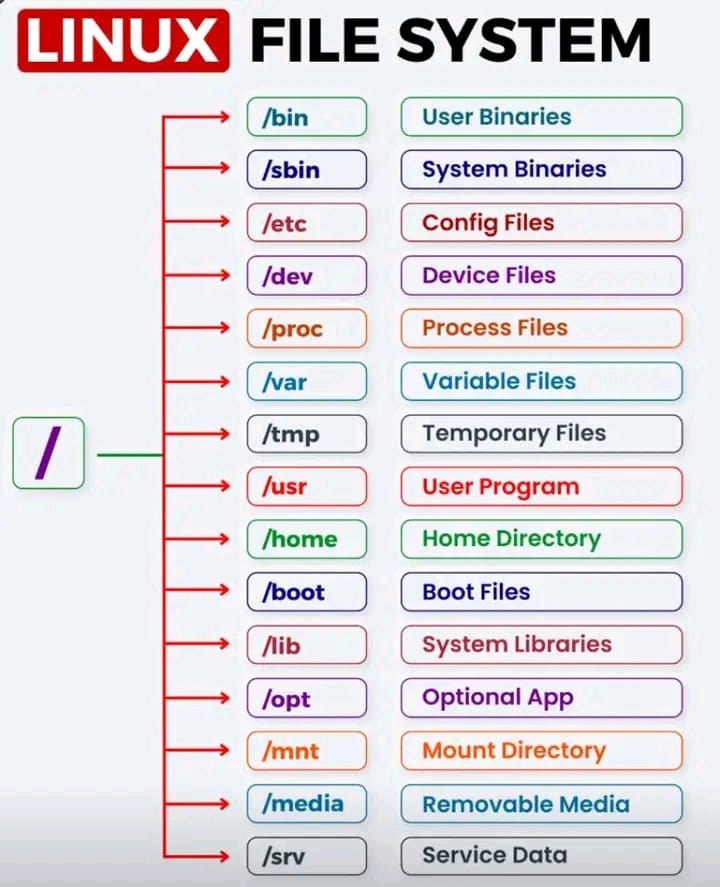 LINUX FILE SYSTEM
/bin User Binaries
/sbin System Binaries
/etc Config Files
/dev Device Files
/proc Process Files
/var Variable Files
/tmp Temporary Files
/
/usr User Program
/home Home Directory
/boot Boot Files
/lib System Libraries
/opt Optional App
/mnt Mount Directory
/media Removable Media
/srv Service Data